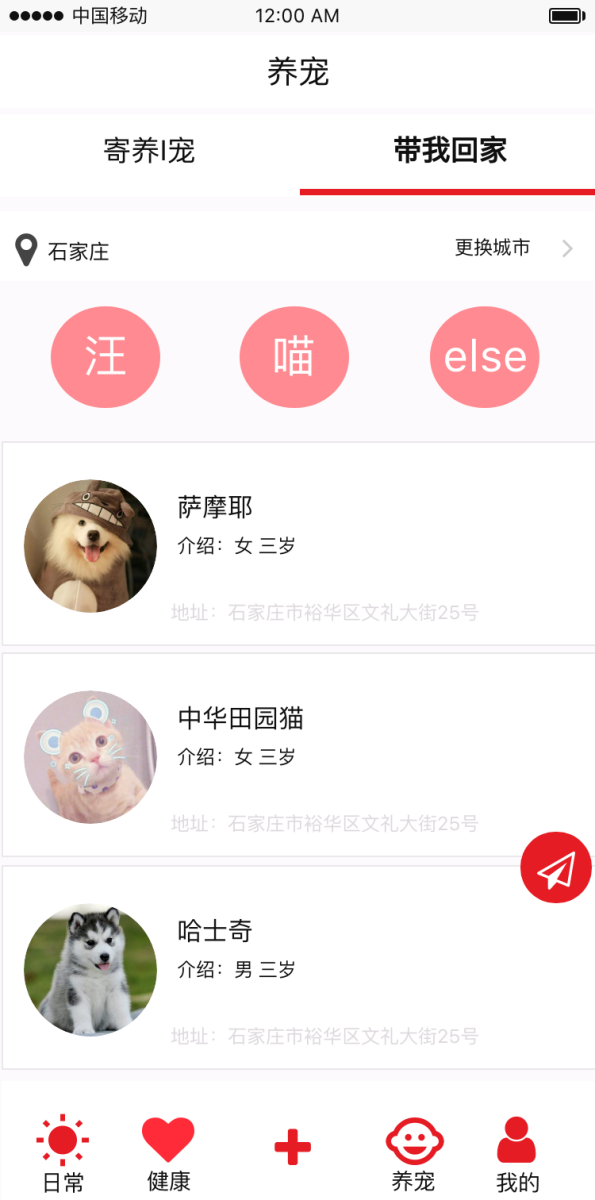 中国移动 12:00 AM
养宠
寄养I宠 带我回家
石家庄 更换城市
汪 喵 else
萨摩耶
介绍：女 三岁
地址：石家庄市裕华区文礼大街25号
中华田园猫
介绍：女 三岁
地址：石家庄市裕华区文礼大街25号
哈士奇
介绍：男 三岁
地址：石家庄市裕华区文礼大街25号
日常 健康 养宠 我的